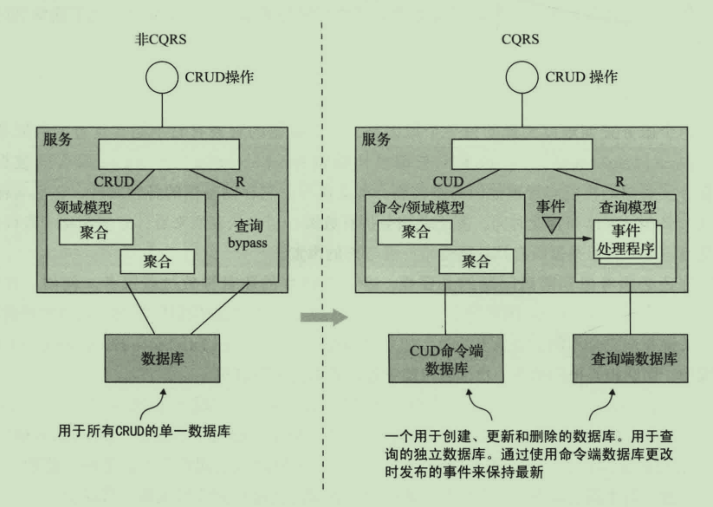 非CQRS
CRUD操作
服务
CRUD
R
领域模型
聚合
聚合
查询
bypass
数据库
用于所有CRUD的单一数据库
CQRS
CRUD 操作
服务
CUD
R
命令/领域模型
聚合
聚合
事件
查询模型
事件
处理程序
CUD命令端
数据库
查询端数据库
一个用于创建、更新和删除的数据库。用于查
询的独立数据库。通过使用命令端数据库更改
时发布的事件来保持最新